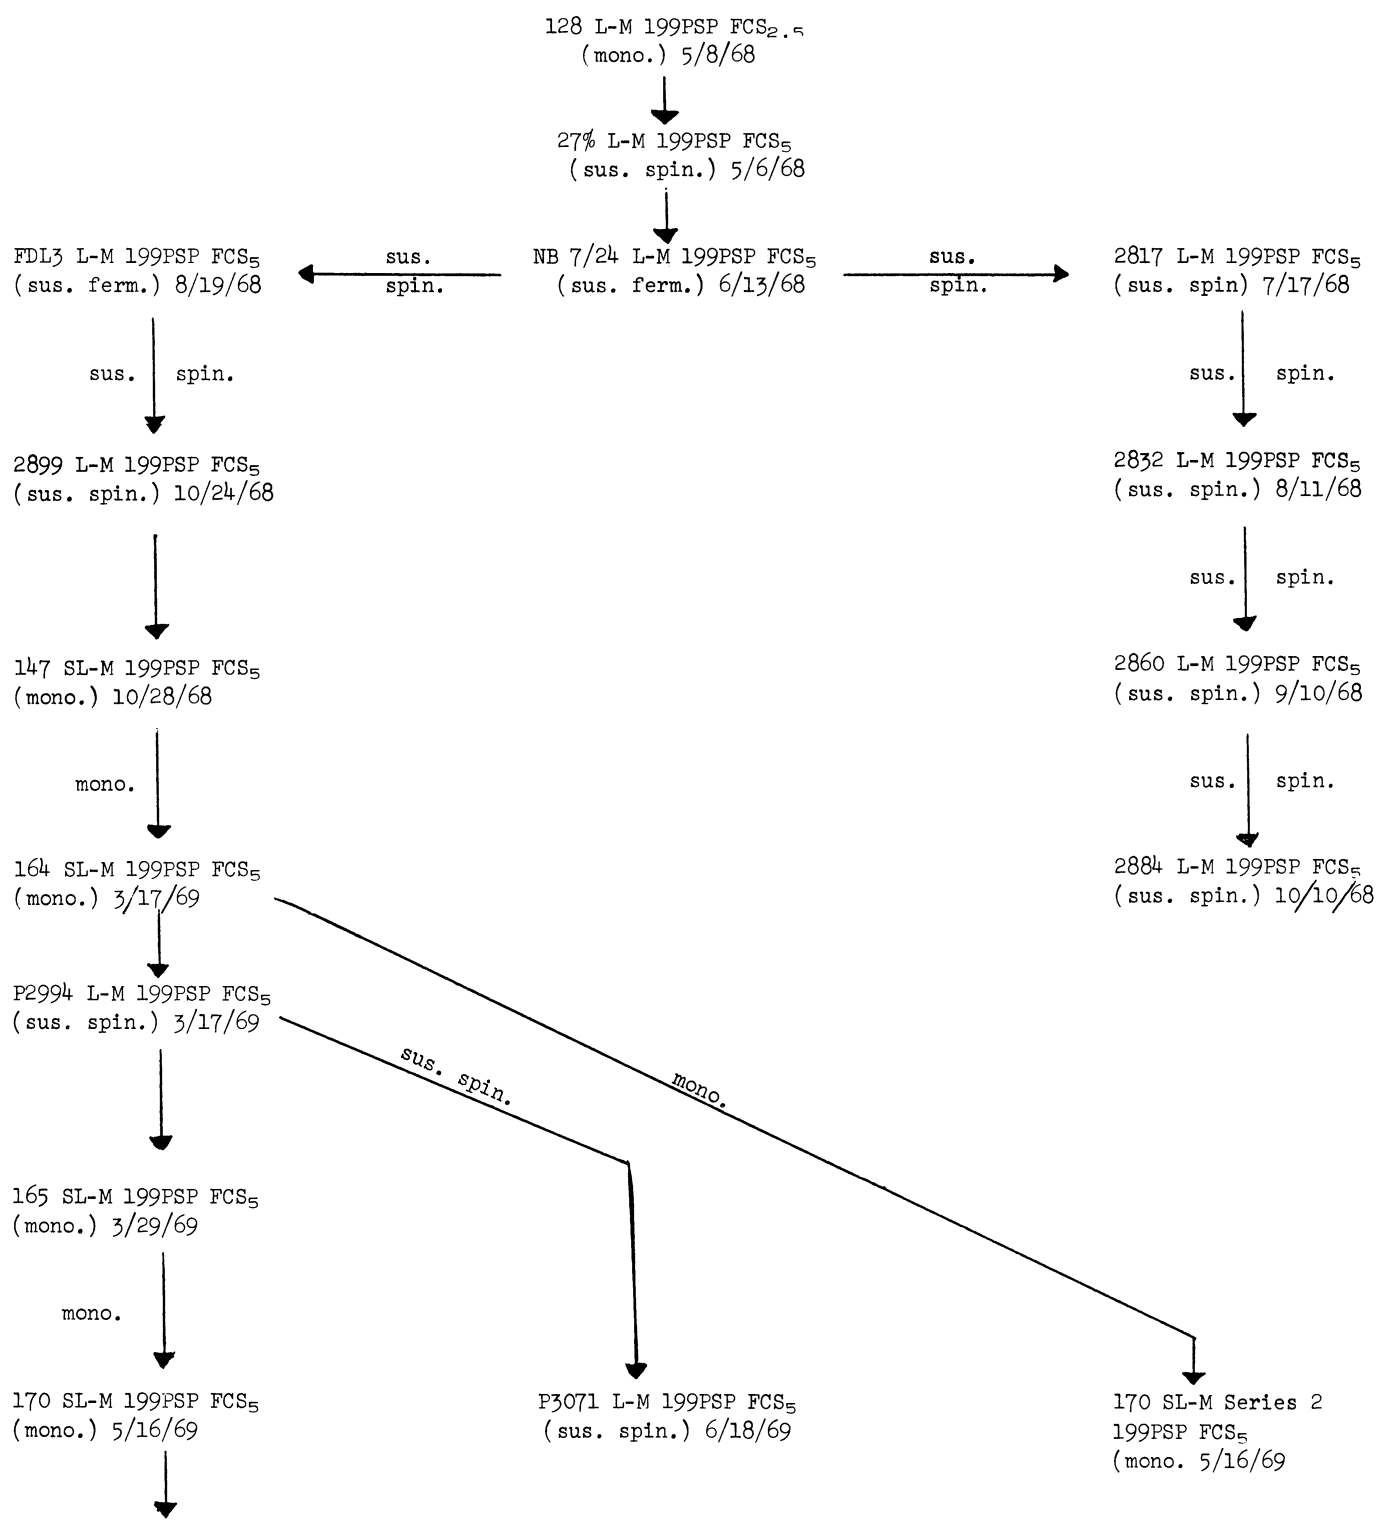 128 L-M 199PSP FCS2.5
(mono.) 5/8/68
27% L-M 199PSP FCS5
(sus. spin.) 5/6/68
FDL3 L-M 199PSP FCS5
(sus. ferm.) 8/19/68
sus.
spin.
NB 7/24 L-M 199PSP FCS5
(sus. ferm.) 6/13/68
sus.
spin.
2817 L-M 199PSP FCS5
(sus. spin) 7/17/68
sus. spin.
sus. spin.
2899 L-M 199PSP FCS5
(sus. spin.) 10/24/68
2832 L-M 199PSP FCS5
(sus. spin.) 8/11/68
sus. spin.
147 SL-M 199PSP FCS5
(mono.) 10/28/68
2860 L-M 199PSP FCS5
(sus. spin.) 9/10/68
mono.
sus. spin.
164 SL-M 199PSP FCS5
(mono.) 3/17/69
2884 L-M 199PSP FCS5
(sus. spin.) 10/10/68
P2994 L-M 199PSP FCS5
(sus. spin.) 3/17/69
sus. spin.
mono.
165 SL-M 199PSP FCS5
(mono.) 3/29/69
mono.
170 SL-M 199PSP FCS5
(mono.) 5/16/69
P3071 L-M 199PSP FCS5
(sus. spin.) 6/18/69
170 SL-M Series 2
199PSP FCS5
(mono. 5/16/69